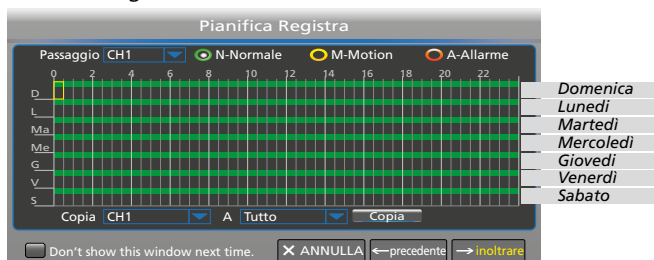 Pianifica Registra
Passaggio CH1 N-Normale M-Motion A-Allarme
0 2 4 6 8 10 12 14 16 18 20 22
D Domenica
L Lunedi
Ma Martedì
Me Mercoledì
G Giovedi
V Venerdì
S Sabato
Copia CH1 A Tutto Copia
Don't show this window next time. X ANNULLA ←precedente →inoltrare